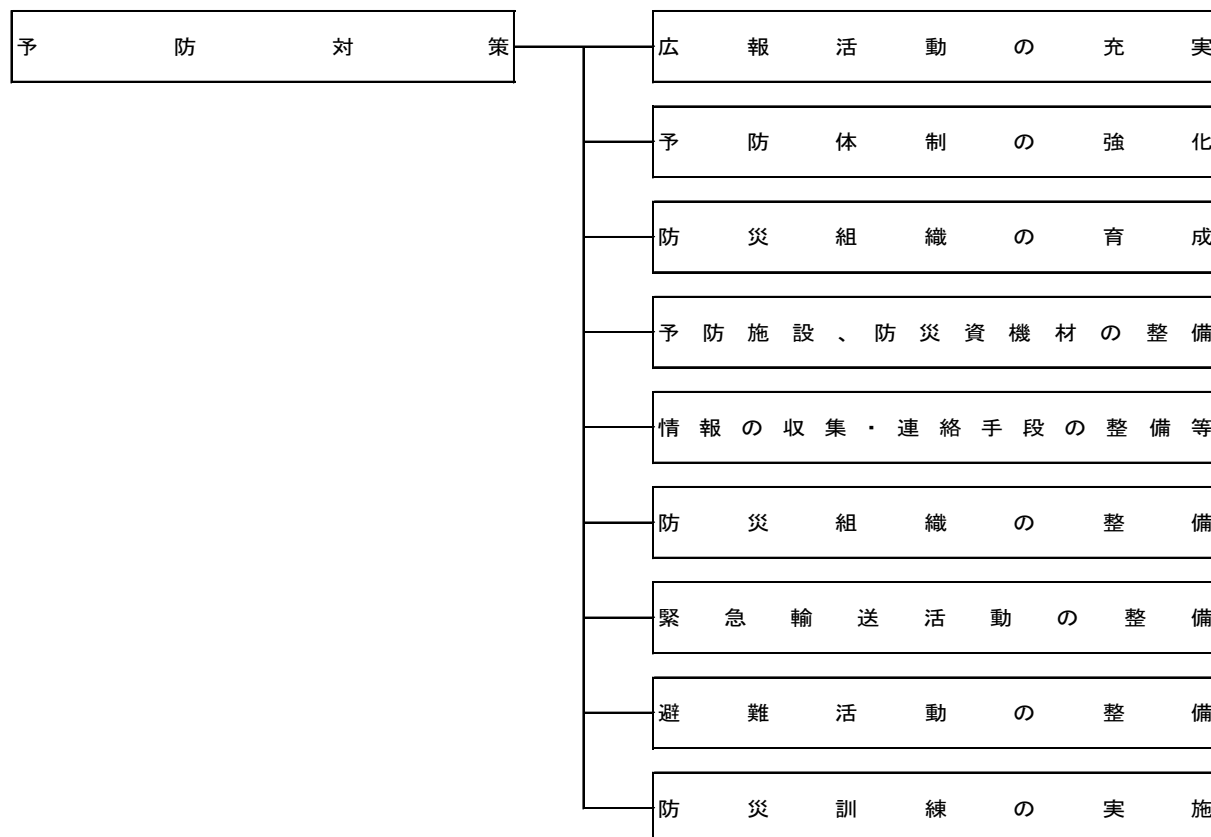 予防対策
広報活動の充実
予防体制の強化
防災組織の育成
予防施設、防災資機材の整備
情報の収集・連絡手段の整備等
防災組織の整備
緊急輸送活動の整備
避難活動の整備
防災訓練の実施